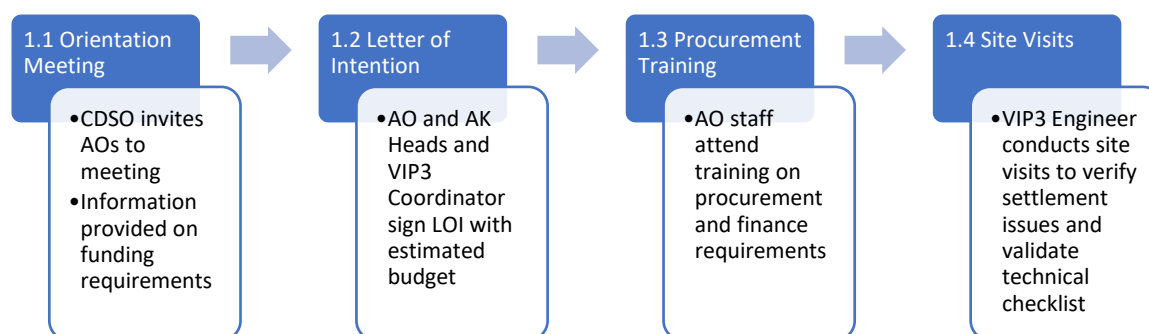 1.1 Orientation
Meeting
•CDSO invites
AOs to
meeting
•Information
provided on
funding
requirements
1.2 Letter of
Intention
•AO and AK
Heads and
VIP3
Coordinator
sign LOI with
estimated
budget
1.3 Procurement
Training
•AO staff
attend
training on
procurement
and finance
requirements
1.4 Site Visits
•VIP3 Engineer
conducts site
visits to verify
settlement
issues and
validate
technical
checklist